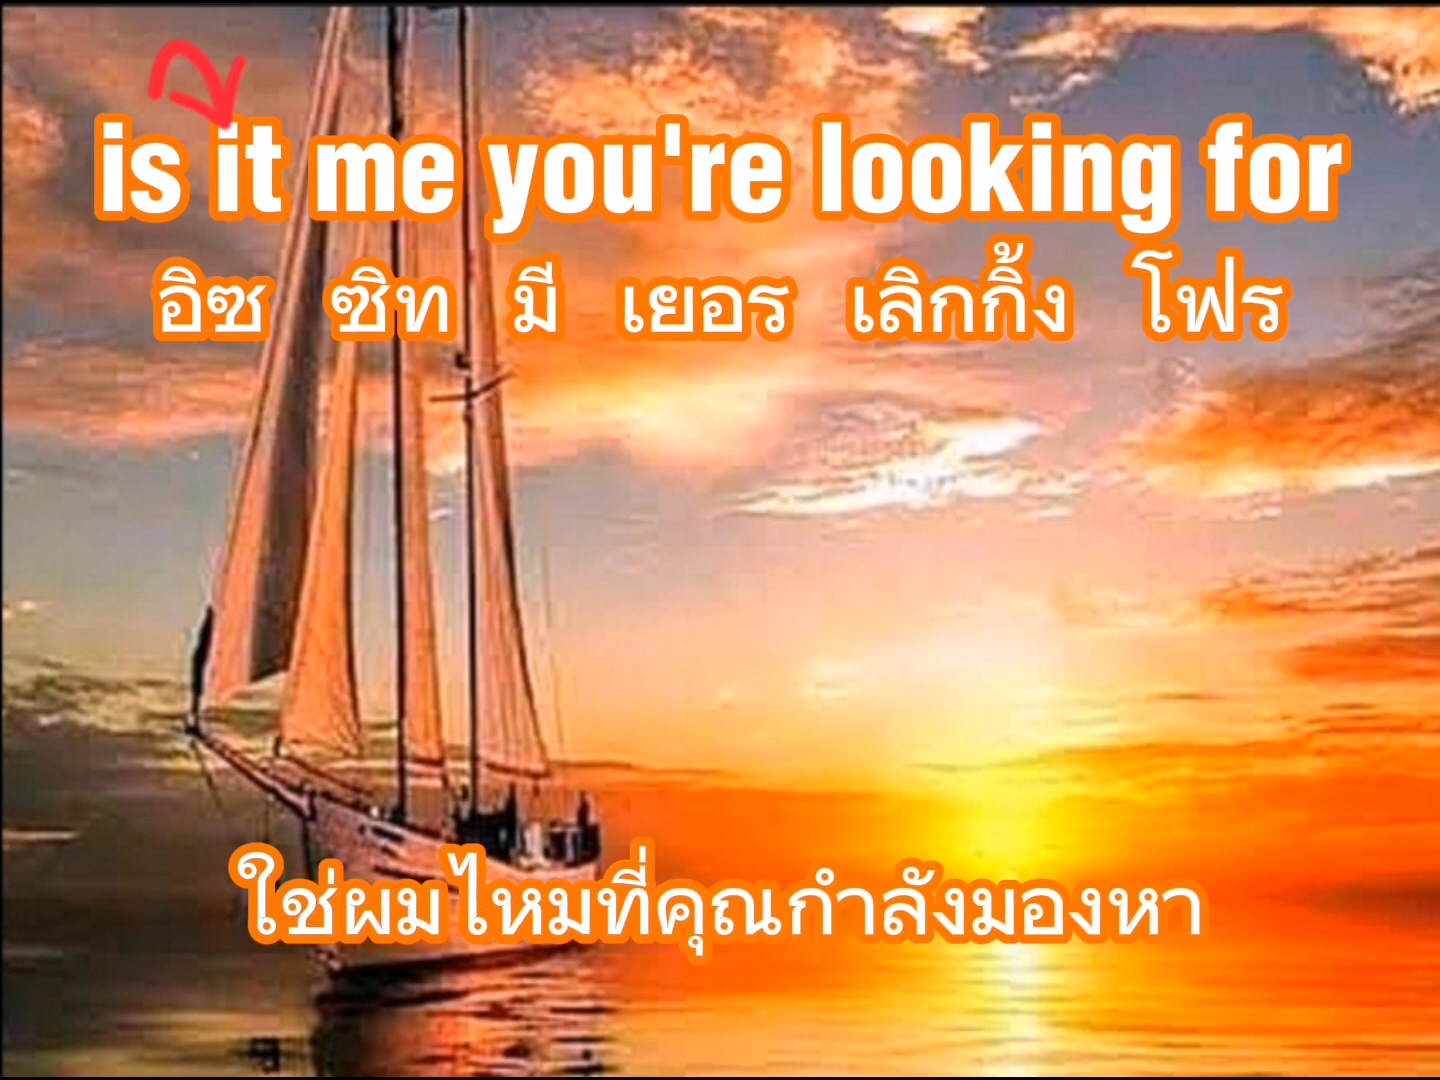 is it me you're looking for
อิซ ซิท มี เยอร เลิกกิ้ง โฟร
ใช่ผมไหมที่คุณกำลังมองหา